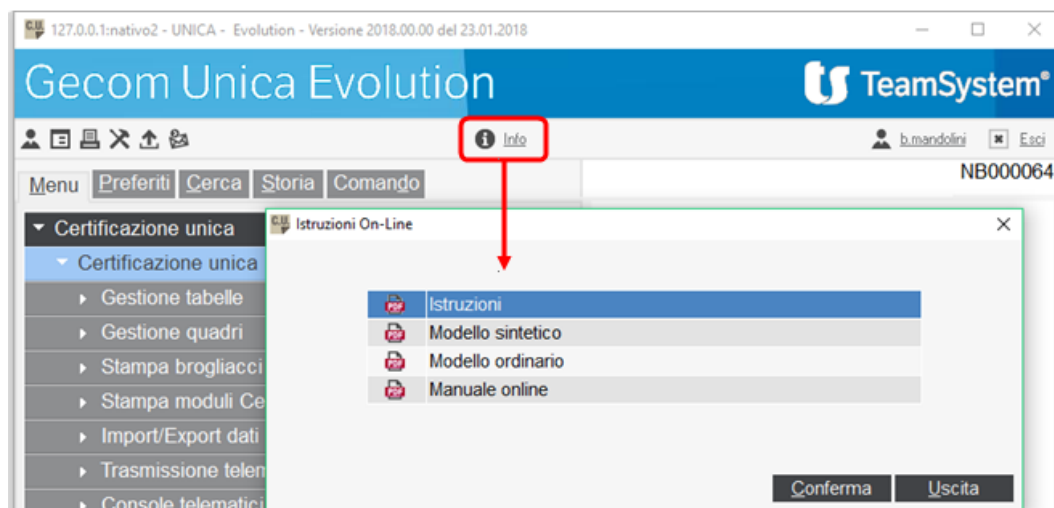 127.0.0.1:nativo2 - UNICA - Evolution - Versione 2018.00.00 del 23.01.2018
Gecom Unica Evolution
TeamSystem®
Info
b.mandolini
Esci
Menu Preferiti Cerca Storia Comando
NB000064
Certificazione unica
Certificazione unica
Gestione tabelle
Gestione quadri
Stampa brogliacci
Stampa moduli Ce
Import/Export dati
Trasmissione telem
Console telematici
Istruzioni On-Line
Istruzioni
Modello sintetico
Modello ordinario
Manuale online
Conferma Uscita